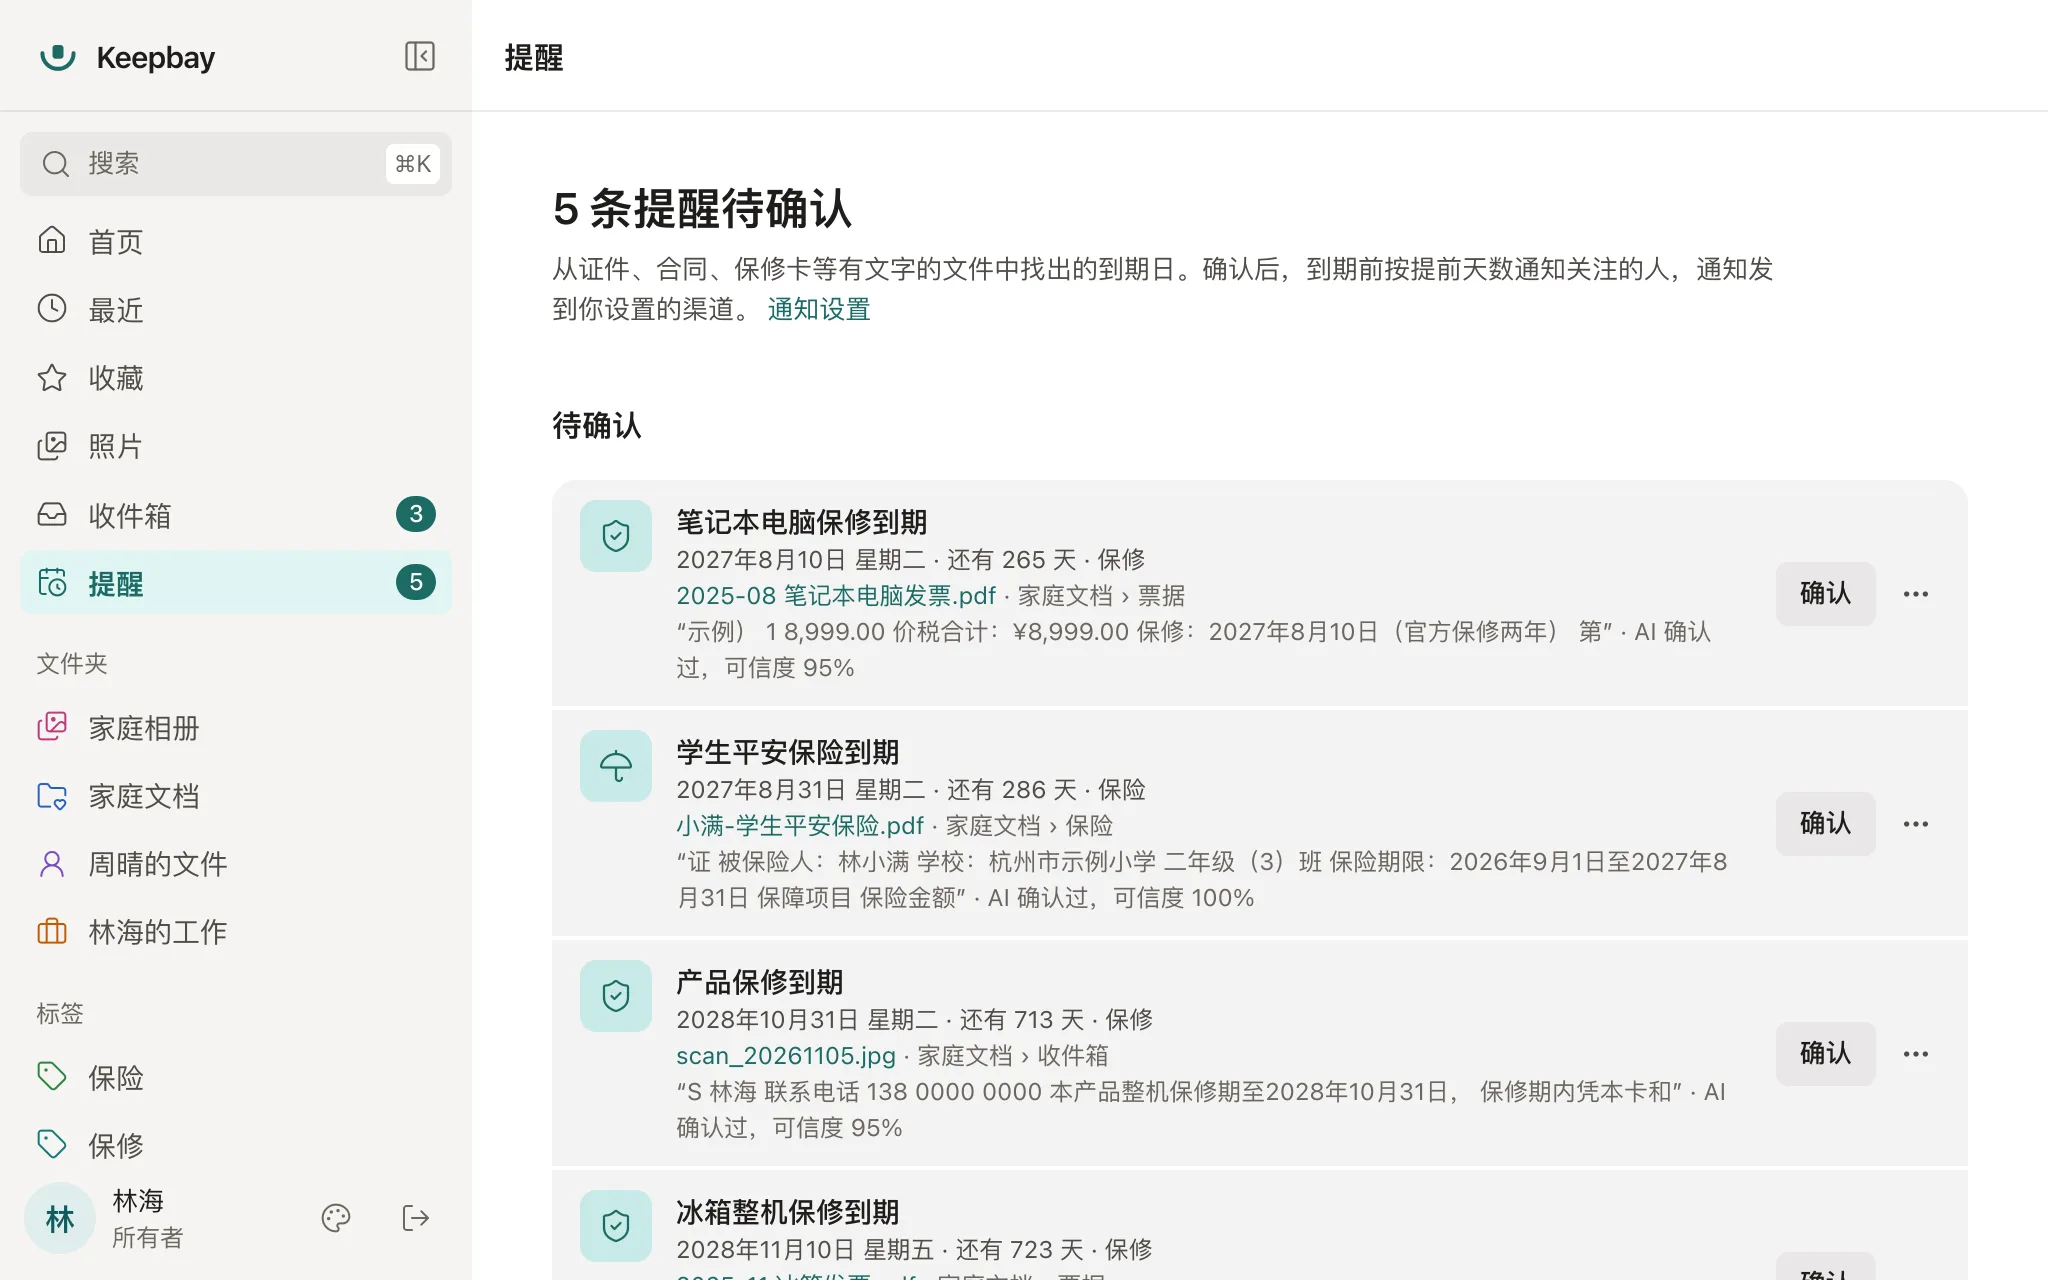 Keepbay
搜索
⌘K
首页
最近
收藏
照片
收件箱
3
提醒
5
文件夹
家庭相册
家庭文档
周晴的文件
林海的工作
标签
保险
保修
林
林海
所有者
提醒
5 条提醒待确认
从证件、合同、保修卡等有文字的文件中找出的到期日。确认后，到期前按提前天数通知关注的人，通知发
到你设置的渠道。 通知设置
待确认
笔记本电脑保修到期
2027年8月10日 星期二 · 还有 265 天 · 保修
2025-08 笔记本电脑发票.pdf · 家庭文档 › 票据
“示例） 1 8,999.00 价税合计：¥8,999.00 保修：2027年8月10日（官方保修两年） 第” · AI 确认
过，可信度 95%
确认
学生平安保险到期
2027年8月31日 星期二 · 还有 286 天 · 保险
小满-学生平安保险.pdf · 家庭文档 › 保险
“证 被保险人：林小满 学校：杭州市示例小学 二年级（3）班 保险期限：2026年9月1日至2027年8
月31日 保障项目 保险金额” · AI 确认过，可信度 100%
确认
产品保修到期
2028年10月31日 星期二 · 还有 713 天 · 保修
scan_20261105.jpg · 家庭文档 › 收件箱
“S 林海 联系电话 138 0000 0000 本产品整机保修期至2028年10月31日， 保修期内凭本卡和” · AI
确认过，可信度 95%
确认
冰箱整机保修到期
2028年11月10日 星期五 · 还有 723 天 · 保修
2025-11 冰箱发票.pdf · 家庭文档 › 票据
确认